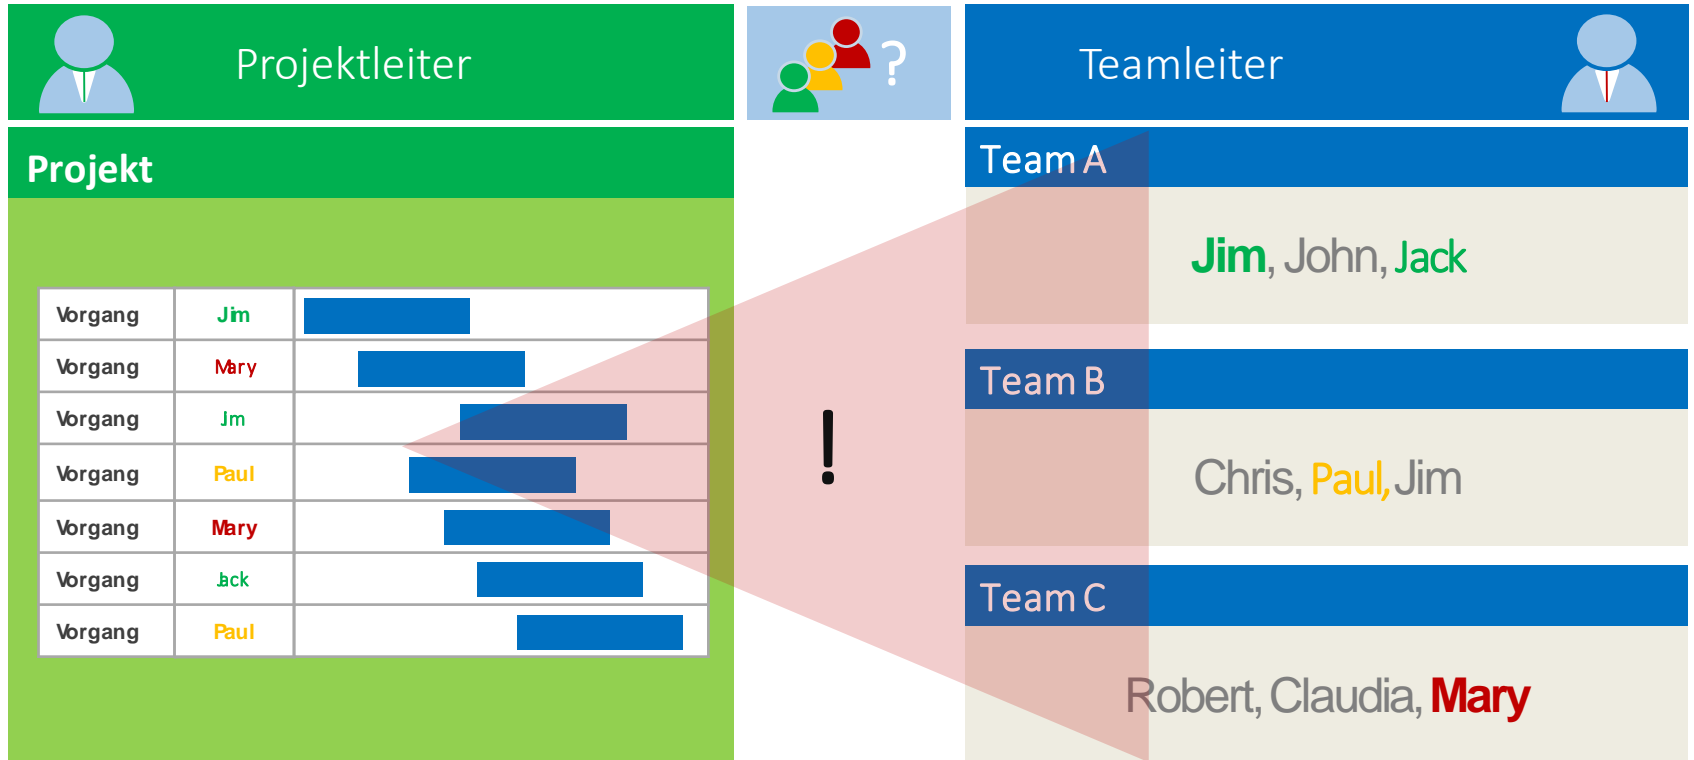 Projektleiter
?
Teamleiter
Projekt
Vorgang Jim
Vorgang Mary
Vorgang Jim
Vorgang Paul
Vorgang Mary
Vorgang Jack
Vorgang Paul
!
Team A
Jim, John, Jack
Team B
Chris, Paul, Jim
Team C
Robert, Claudia, Mary